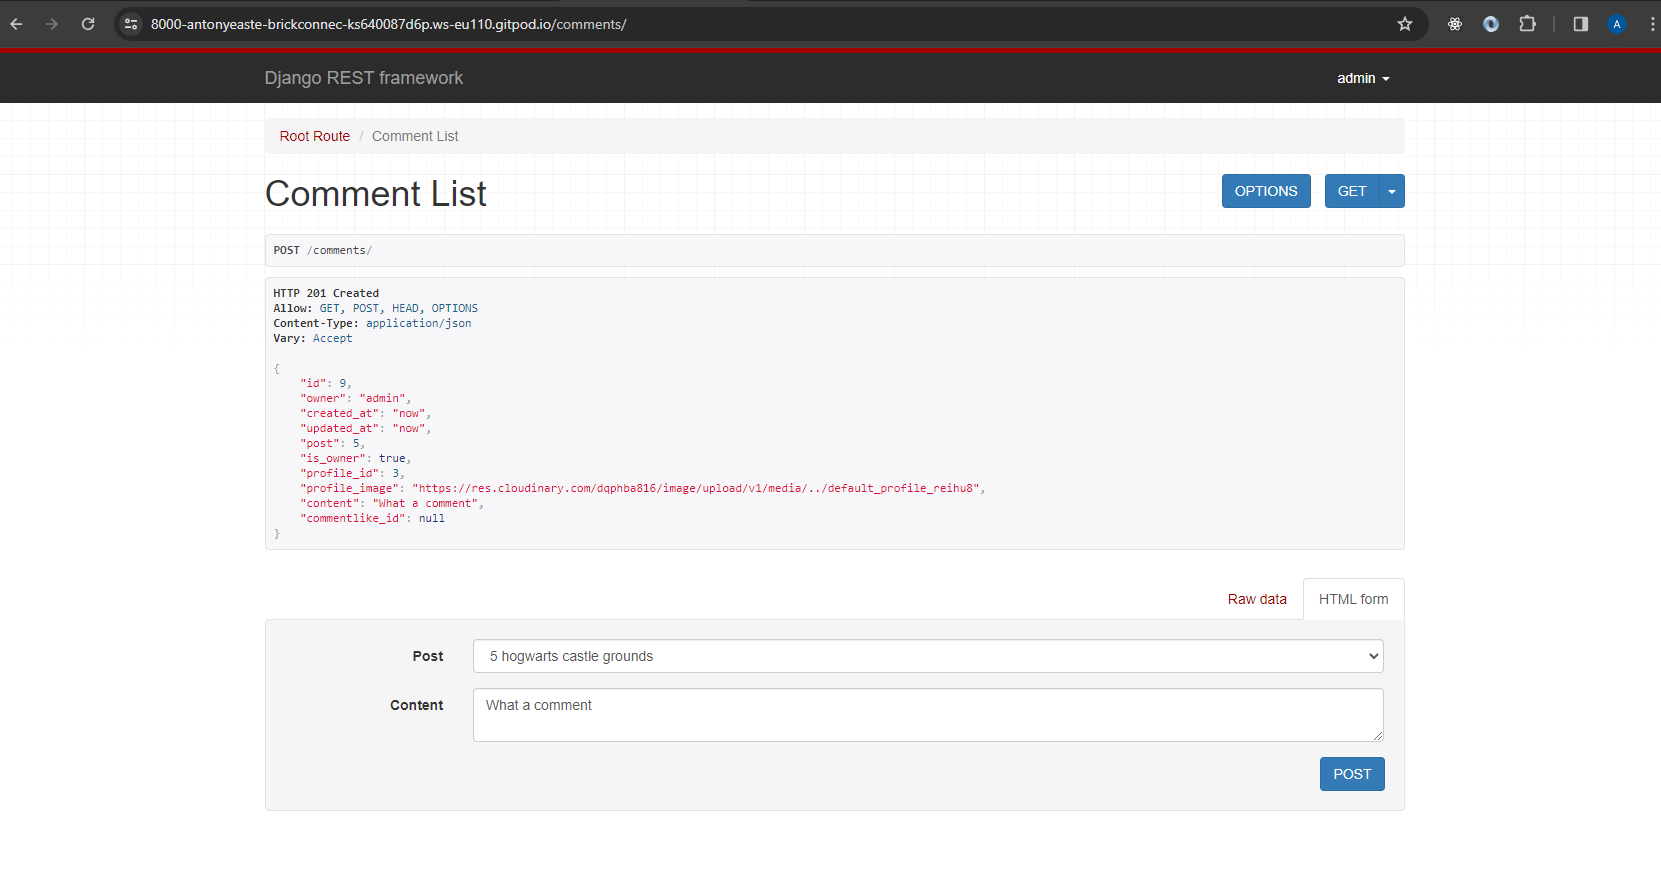 8000-antonyeaste-brickconnec-ks640087d6p.ws-eu110.gitpod.io/comments/
A
Django REST framework
admin
Root Route / Comment List
Comment List
OPTIONS
GET
POST /comments/
HTTP 201 Created
Allow: GET, POST, HEAD, OPTIONS
Content-Type: application/json
Vary: Accept
{
    "id": 9,
    "owner": "admin",
    "created_at": "now",
    "updated_at": "now",
    "post": 5,
    "is_owner": true,
    "profile_id": 3,
    "profile_image": "https://res.cloudinary.com/dqphba816/image/upload/v1/media/../default_profile_reihu8",
    "content": "What a comment",
    "commentlike_id": null
}
Raw data
HTML form
Post
5 hogwarts castle grounds
Content
What a comment
POST